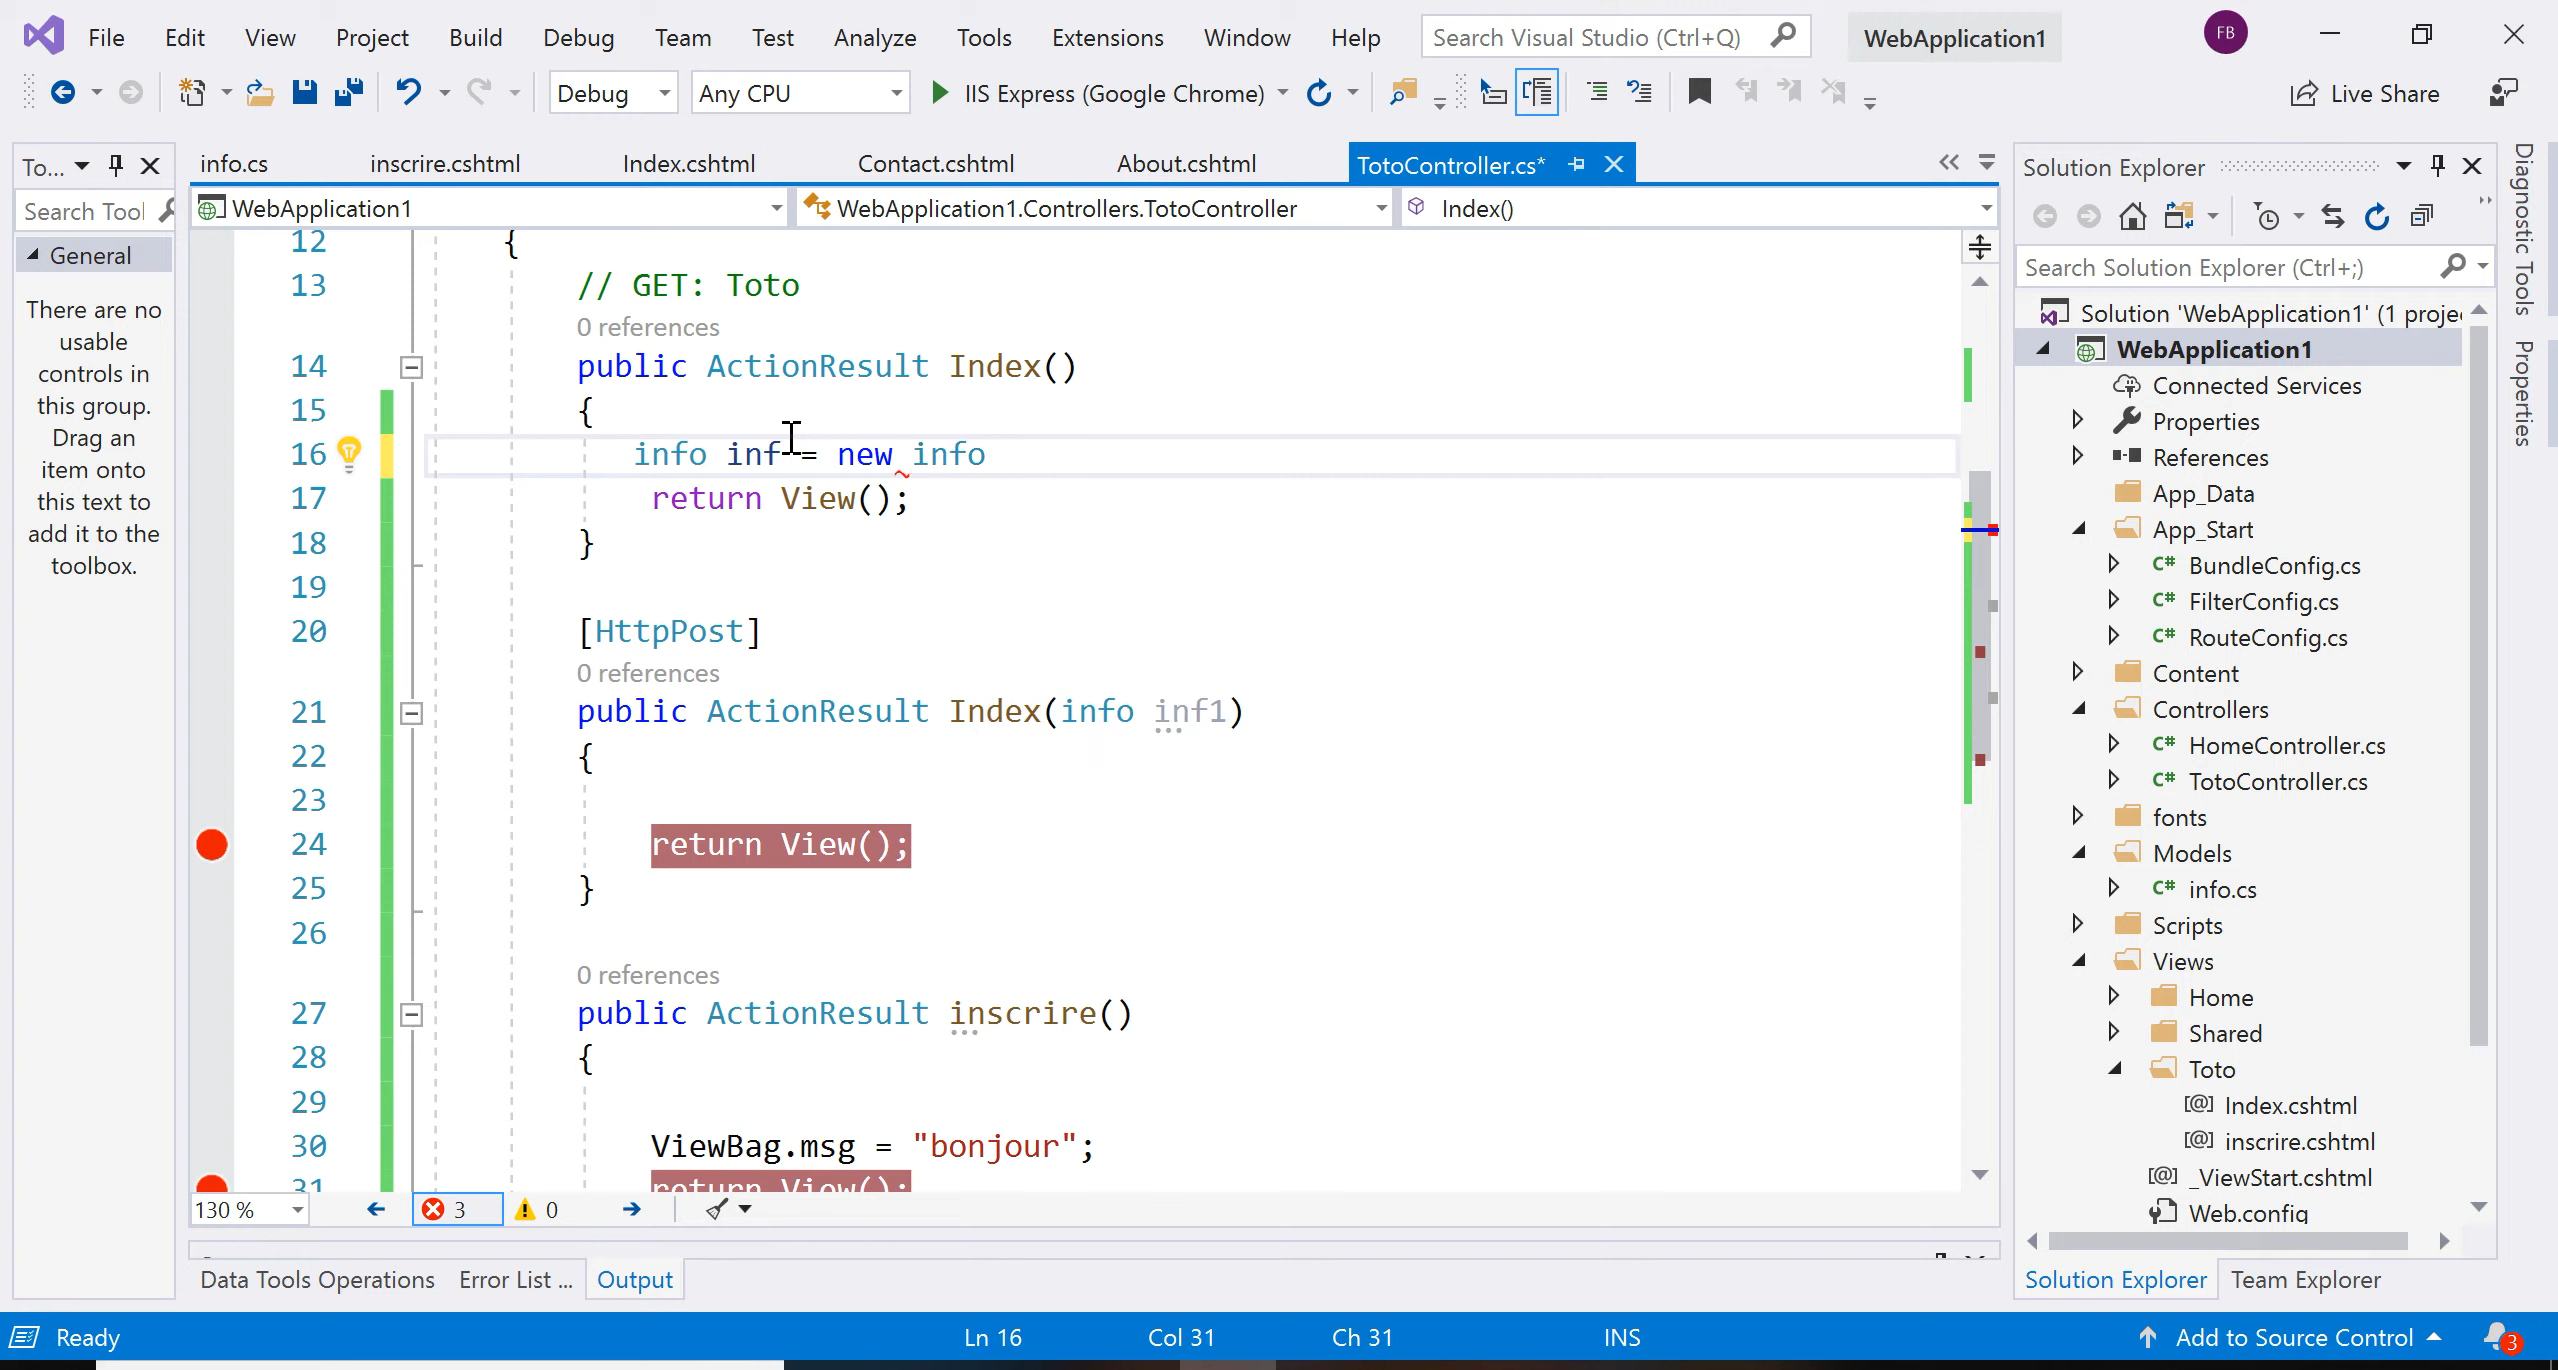 File Edit View Project Build Debug Team Test Analyze Tools Extensions Window Help Search Visual Studio (Ctrl+Q) WebApplication1 FB
Debug Any CPU IIS Express (Google Chrome) Live Share
To...
Search Tool
General
There are no
usable
controls in
this group.
Drag an
item onto
this text to
add it to the
toolbox.
info.cs inscrire.cshtml Index.cshtml Contact.cshtml About.cshtml TotoController.cs*
WebApplication1 WebApplication1.Controllers.TotoController Index()
12 {
13 // GET: Toto
0 references
14 public ActionResult Index()
15 {
16 info inf = new info
17 return View();
18 }
19
20 [HttpPost]
0 references
21 public ActionResult Index(info inf1)
22 {
23
24 return View();
25 }
26
0 references
27 public ActionResult inscrire()
28 {
29
30 ViewBag.msg = "bonjour";
31 return View();
130 % 3 0
Data Tools Operations Error List ... Output
Solution Explorer
Search Solution Explorer (Ctrl+;)
Solution 'WebApplication1' (1 proje
WebApplication1
Connected Services
Properties
References
App_Data
App_Start
C# BundleConfig.cs
C# FilterConfig.cs
C# RouteConfig.cs
Content
Controllers
C# HomeController.cs
C# TotoController.cs
fonts
Models
C# info.cs
Scripts
Views
Home
Shared
Toto
[@] Index.cshtml
[@] inscrire.cshtml
[@] _ViewStart.cshtml
Web.config
Solution Explorer Team Explorer
Diagnostic Tools
Properties
Ready Ln 16 Col 31 Ch 31 INS Add to Source Control 3